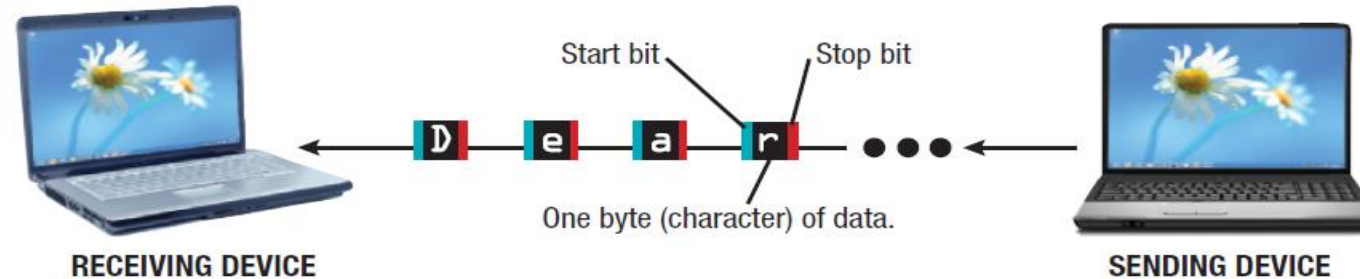 Start bit
Stop bit
D e a r
One byte (character) of data.
RECEIVING DEVICE
SENDING DEVICE